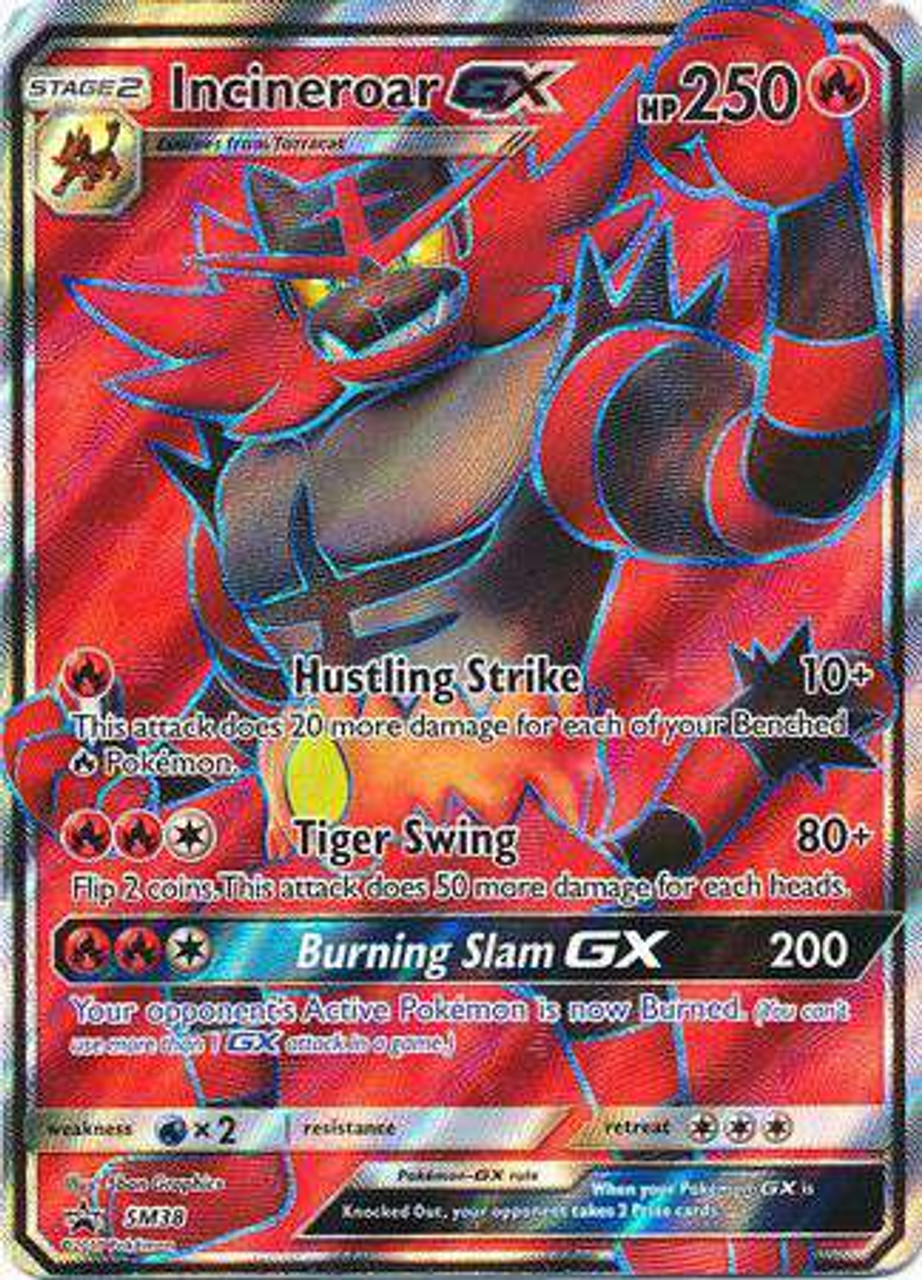 STAGE 2 Incineroar GX HP 250
Evolves from Torracat
Hustling Strike 10+
This attack does 20 more damage for each of your Benched
Pokémon.
Tiger Swing 80+
Flip 2 coins. This attack does 50 more damage for each heads.
Burning Slam GX 200
Your opponent's Active Pokémon is now Burned. (You can't
use more than 1 GX attack in a game.)
weakness ×2 resistance retreat
Pokémon-GX rule
When your Pokémon-GX is
Knocked Out, your opponent takes 2 Prize cards.
Graphics
SM38
Pokémon